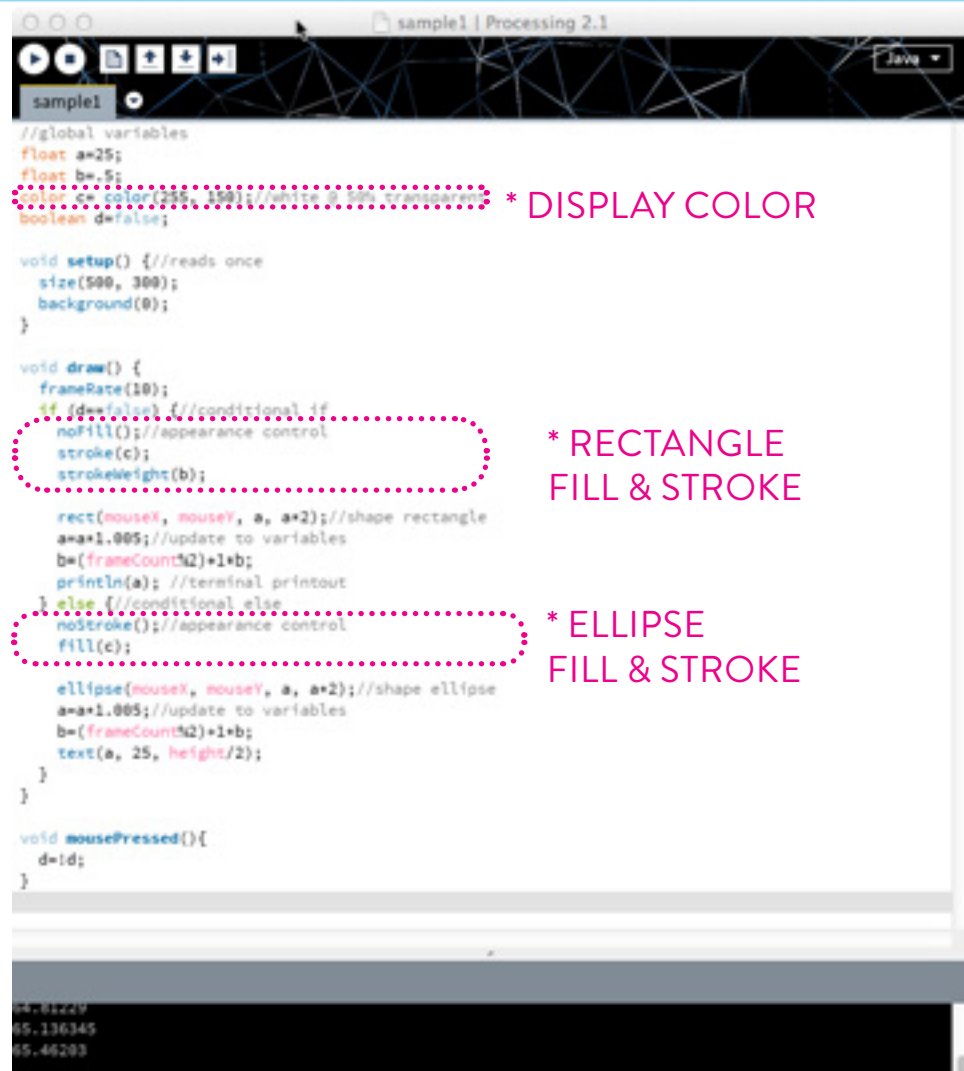 sample1 | Processing 2.1
Java
sample1
//global variables
float a=25;
float b=.5;
color c= color(255, 150);//white @ 50% transparent
* DISPLAY COLOR
boolean d=false;
void setup() {//reads once
size(500, 300);
background(0);
}
void draw() {
frameRate(10);
if (d==false) {//conditional if
noFill();//appearance control
stroke(c);
strokeWeight(b);
* RECTANGLE
FILL & STROKE
rect(mouseX, mouseY, a, a*2);//shape rectangle
a=a*1.005;//update to variables
b=(frameCount%2)+1*b;
println(a); //terminal printout
} else {//conditional else
noStroke();//appearance control
fill(c);
* ELLIPSE
FILL & STROKE
ellipse(mouseX, mouseY, a, a*2);//shape ellipse
a=a*1.005;//update to variables
b=(frameCount%2)+1*b;
text(a, 25, height/2);
}
}
void mousePressed(){
d=!d;
}
64.81229
65.136345
65.46203